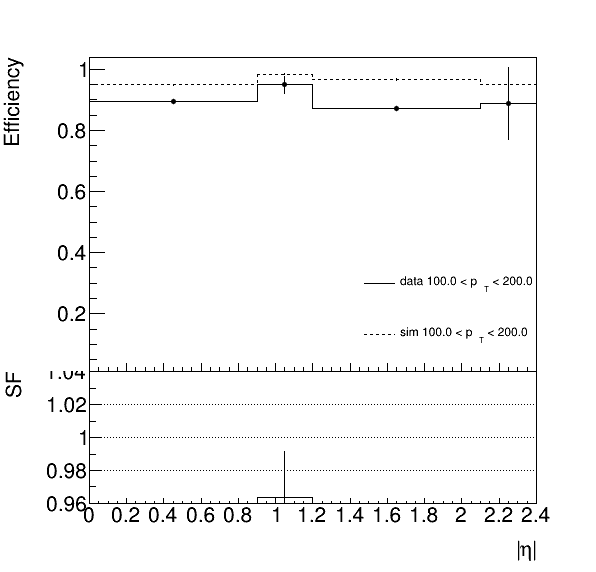 Efficiency
1
0.8
0.6
0.4
0.2
data 100.0 < p T < 200.0
sim 100.0 < p T < 200.0
SF
1.04
1.02
1
0.98
0.96
0 0.2 0.4 0.6 0.8 1 1.2 1.4 1.6 1.8 2 2.2 2.4
|η|